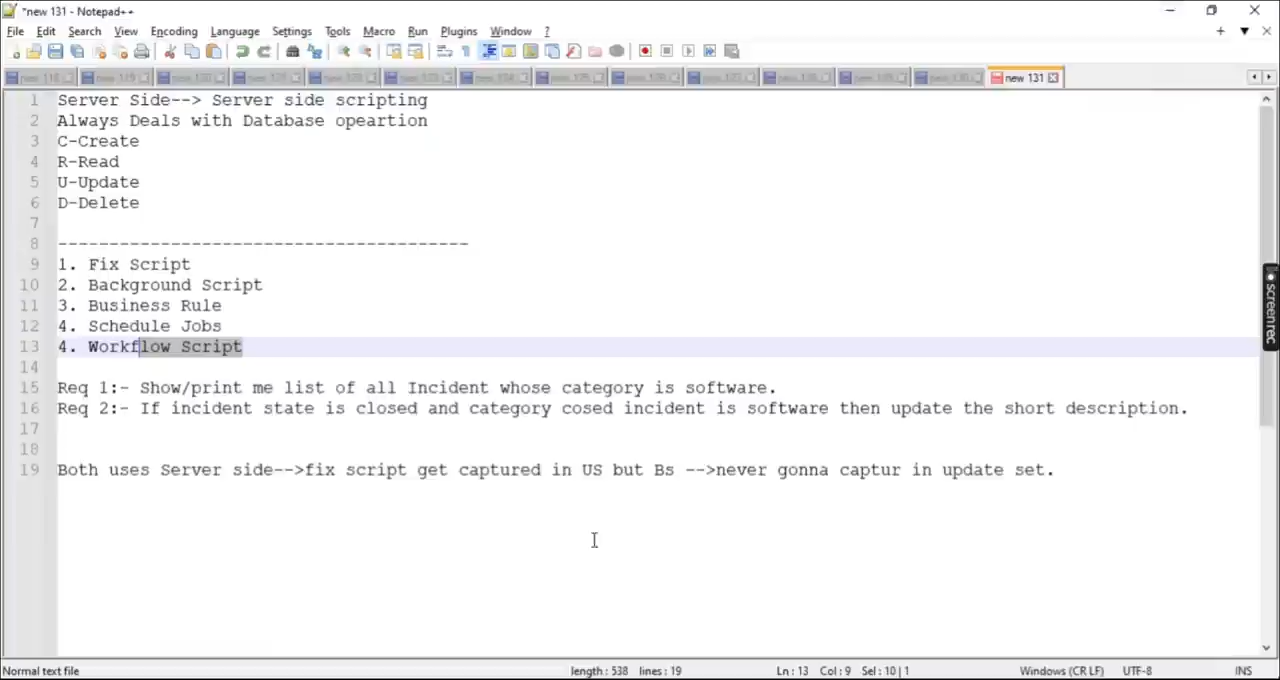 *new 131 - Notepad++
File Edit Search View Encoding Language Settings Tools Macro Run Plugins Window ?
new 131
1 Server Side--> Server side scripting
2 Always Deals with Database opeartion
3 C-Create
4 R-Read
5 U-Update
6 D-Delete
7
8 ----------------------------------------
9 1. Fix Script
10 2. Background Script
11 3. Business Rule
12 4. Schedule Jobs
13 4. Workflow Script
14
15 Req 1:- Show/print me list of all Incident whose category is software.
16 Req 2:- If incident state is closed and category cosed incident is software then update the short description.
17
18
19 Both uses Server side-->fix script get captured in US but Bs -->never gonna captur in update set.
screenrec
Normal text file length : 538 lines : 19 Ln : 13 Col : 9 Sel : 10 | 1 Windows (CR LF) UTF-8 INS